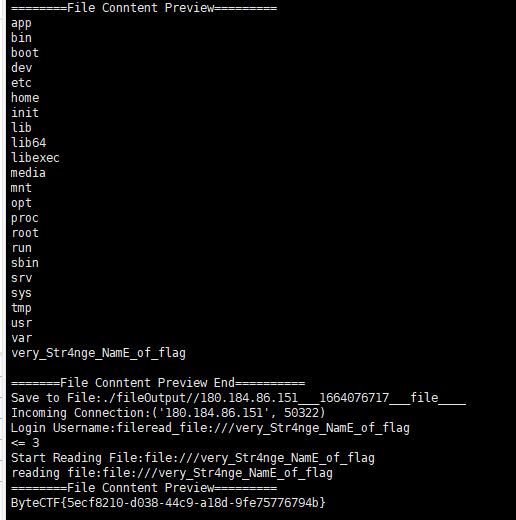 ========File Conntent Preview=========
app
bin
boot
dev
etc
home
init
lib
lib64
libexec
media
mnt
opt
proc
root
run
sbin
srv
sys
tmp
usr
var
very_Str4nge_NamE_of_flag
=======File Conntent Preview End==========
Save to File:./fileOutput//180.184.86.151___1664076717___file____
Incoming Connection:('180.184.86.151', 50322)
Login Username:fileread_file:///very_Str4nge_NamE_of_flag
<= 3
Start Reading File:file:///very_Str4nge_NamE_of_flag
reading file:file:///very_Str4nge_NamE_of_flag
========File Conntent Preview=========
ByteCTF{5ecf8210-d038-44c9-a18d-9fe75776794b}